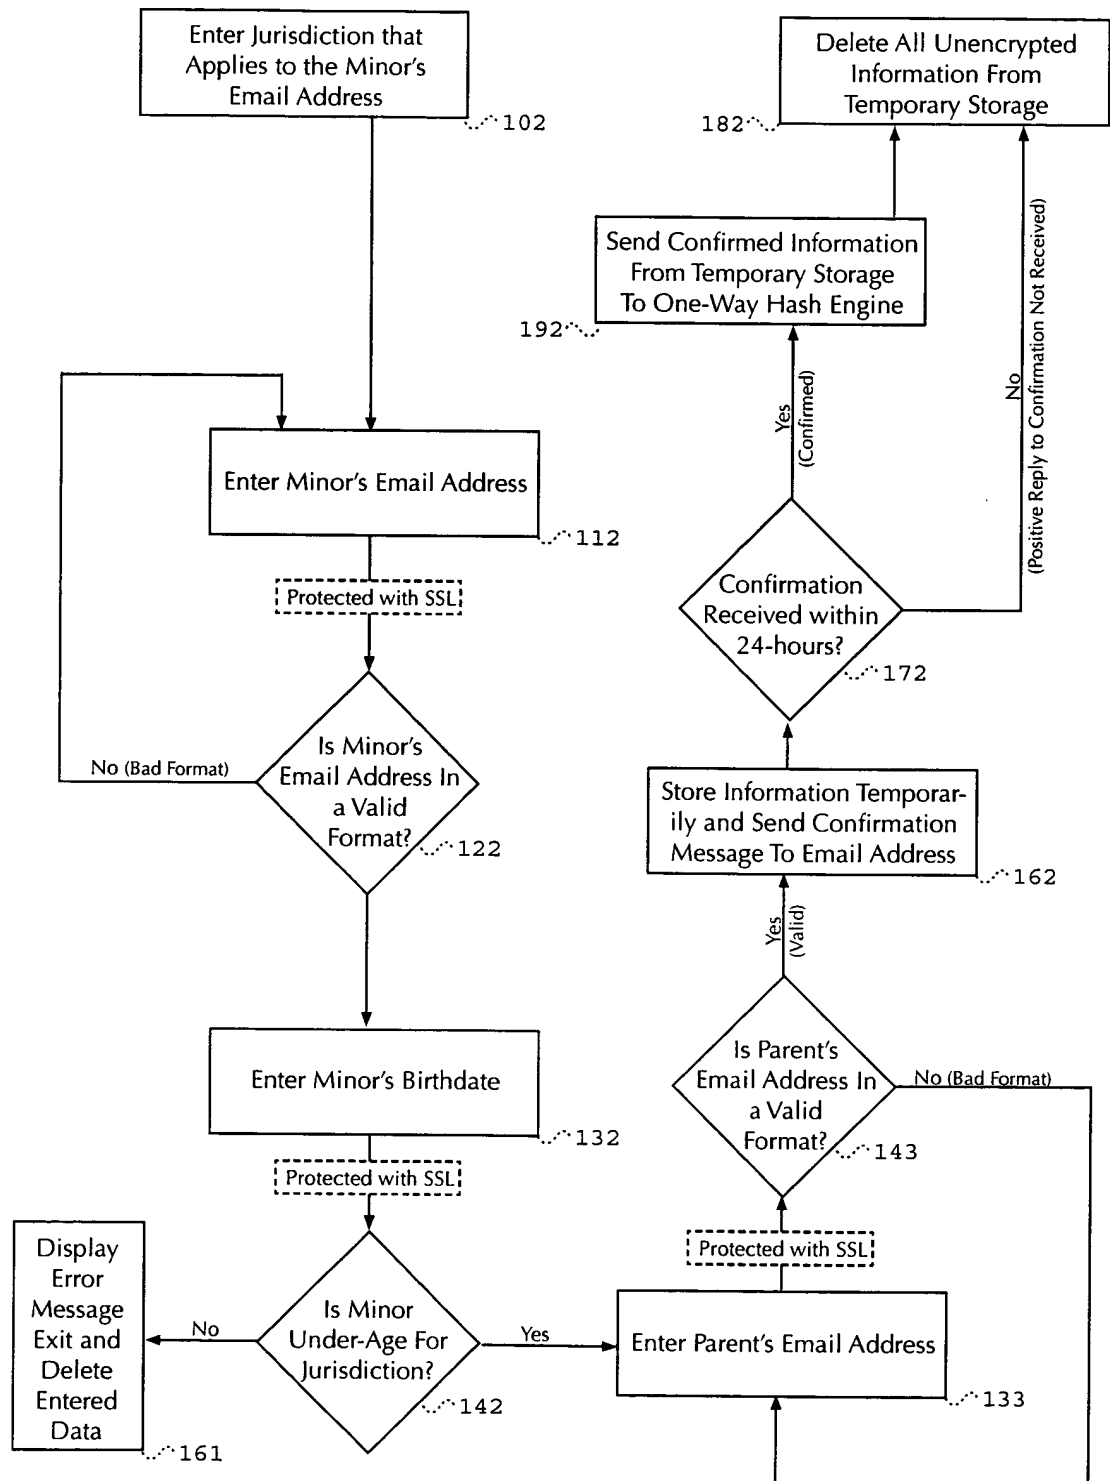 Enter Jurisdiction that
Applies to the Minor's
Email Address
102
Enter Minor's Email Address
112
Protected with SSL
Is Minor's
Email Address In
a Valid
Format?
122
No (Bad Format)
Enter Minor's Birthdate
132
Protected with SSL
Is Minor
Under-Age For
Jurisdiction?
142
No
Display
Error
Message
Exit and
Delete
Entered
Data
161
Yes
Enter Parent's Email Address
133
Protected with SSL
Is Parent's
Email Address In
a Valid
Format?
143
No (Bad Format)
Yes
(Valid)
Store Information Temporar-
ily and Send Confirmation
Message To Email Address
162
Confirmation
Received within
24-hours?
172
Yes
(Confirmed)
No
(Positive Reply to Confirmation Not Received)
Send Confirmed Information
From Temporary Storage
To One-Way Hash Engine
192
Delete All Unencrypted
Information From
Temporary Storage
182